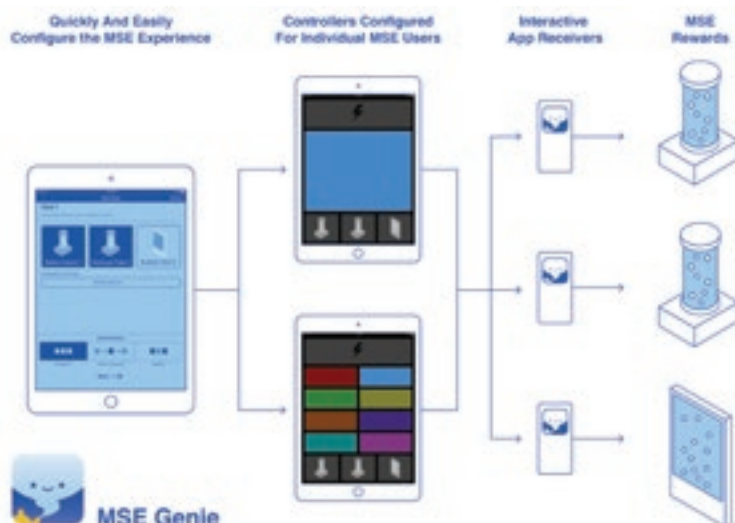 Quickly And Easily
Configure the MSE Experience
Controllers Configured
For Individual MSE Users
Interactive
App Receivers
MSE
Rewards
MSE Genie